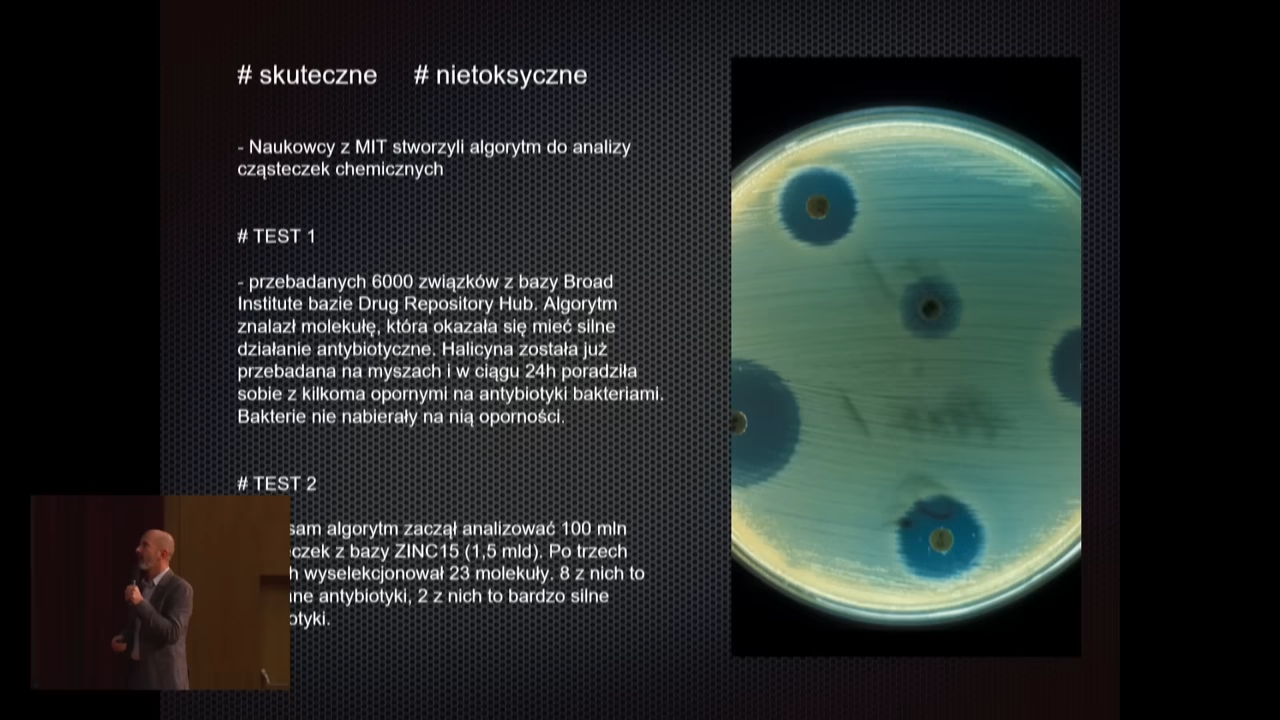 # skuteczne # nietoksyczne
- Naukowcy z MIT stworzyli algorytm do analizy
cząsteczek chemicznych
# TEST 1
- przebadanych 6000 związków z bazy Broad
Institute bazie Drug Repository Hub. Algorytm
znalazł molekułę, która okazała się mieć silne
działanie antybiotyczne. Halicyna została już
przebadana na myszach i w ciągu 24h poradziła
sobie z kilkoma opornymi na antybiotyki bakteriami.
Bakterie nie nabierały na nią oporności.
# TEST 2
sam algorytm zaczął analizować 100 mln
czek z bazy ZINC15 (1,5 mld). Po trzech
h wyselekcjonował 23 molekuły. 8 z nich to
ne antybiotyki, 2 z nich to bardzo silne
otyki.